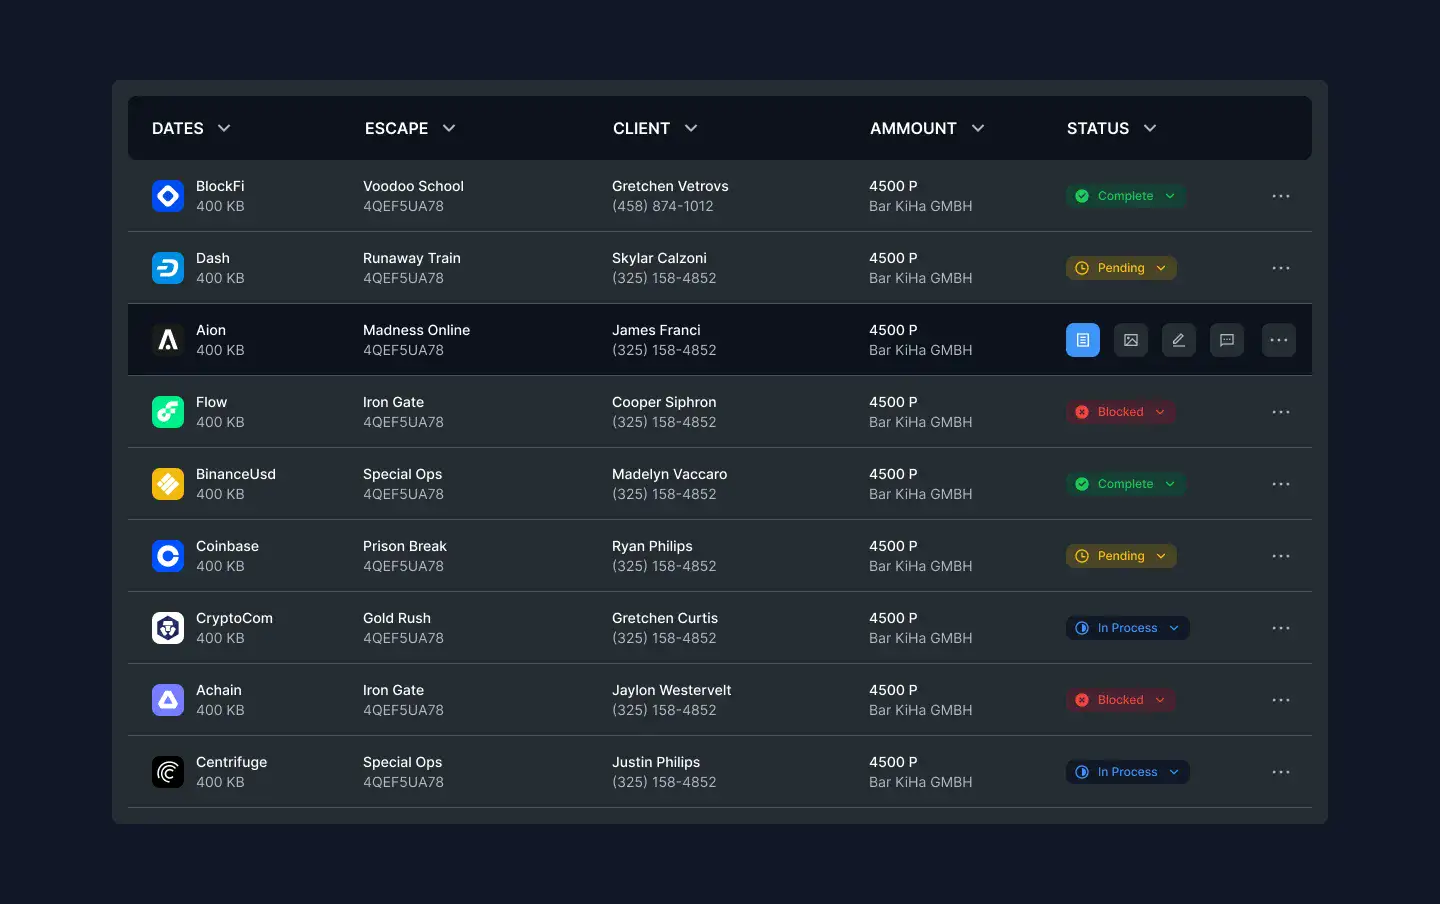 DATES ESCAPE CLIENT AMMOUNT STATUS
BlockFi Voodoo School Gretchen Vetrovs 4500 P
400 KB 4QEF5UA78 (458) 874-1012 Bar KiHa GMBH
Complete
Dash Runaway Train Skylar Calzoni 4500 P
400 KB 4QEF5UA78 (325) 158-4852 Bar KiHa GMBH
Pending
Aion Madness Online James Franci 4500 P
400 KB 4QEF5UA78 (325) 158-4852 Bar KiHa GMBH
Flow Iron Gate Cooper Siphron 4500 P
400 KB 4QEF5UA78 (325) 158-4852 Bar KiHa GMBH
Blocked
BinanceUsd Special Ops Madelyn Vaccaro 4500 P
400 KB 4QEF5UA78 (325) 158-4852 Bar KiHa GMBH
Complete
Coinbase Prison Break Ryan Philips 4500 P
400 KB 4QEF5UA78 (325) 158-4852 Bar KiHa GMBH
Pending
CryptoCom Gold Rush Gretchen Curtis 4500 P
400 KB 4QEF5UA78 (325) 158-4852 Bar KiHa GMBH
In Process
Achain Iron Gate Jaylon Westervelt 4500 P
400 KB 4QEF5UA78 (325) 158-4852 Bar KiHa GMBH
Blocked
Centrifuge Special Ops Justin Philips 4500 P
400 KB 4QEF5UA78 (325) 158-4852 Bar KiHa GMBH
In Process